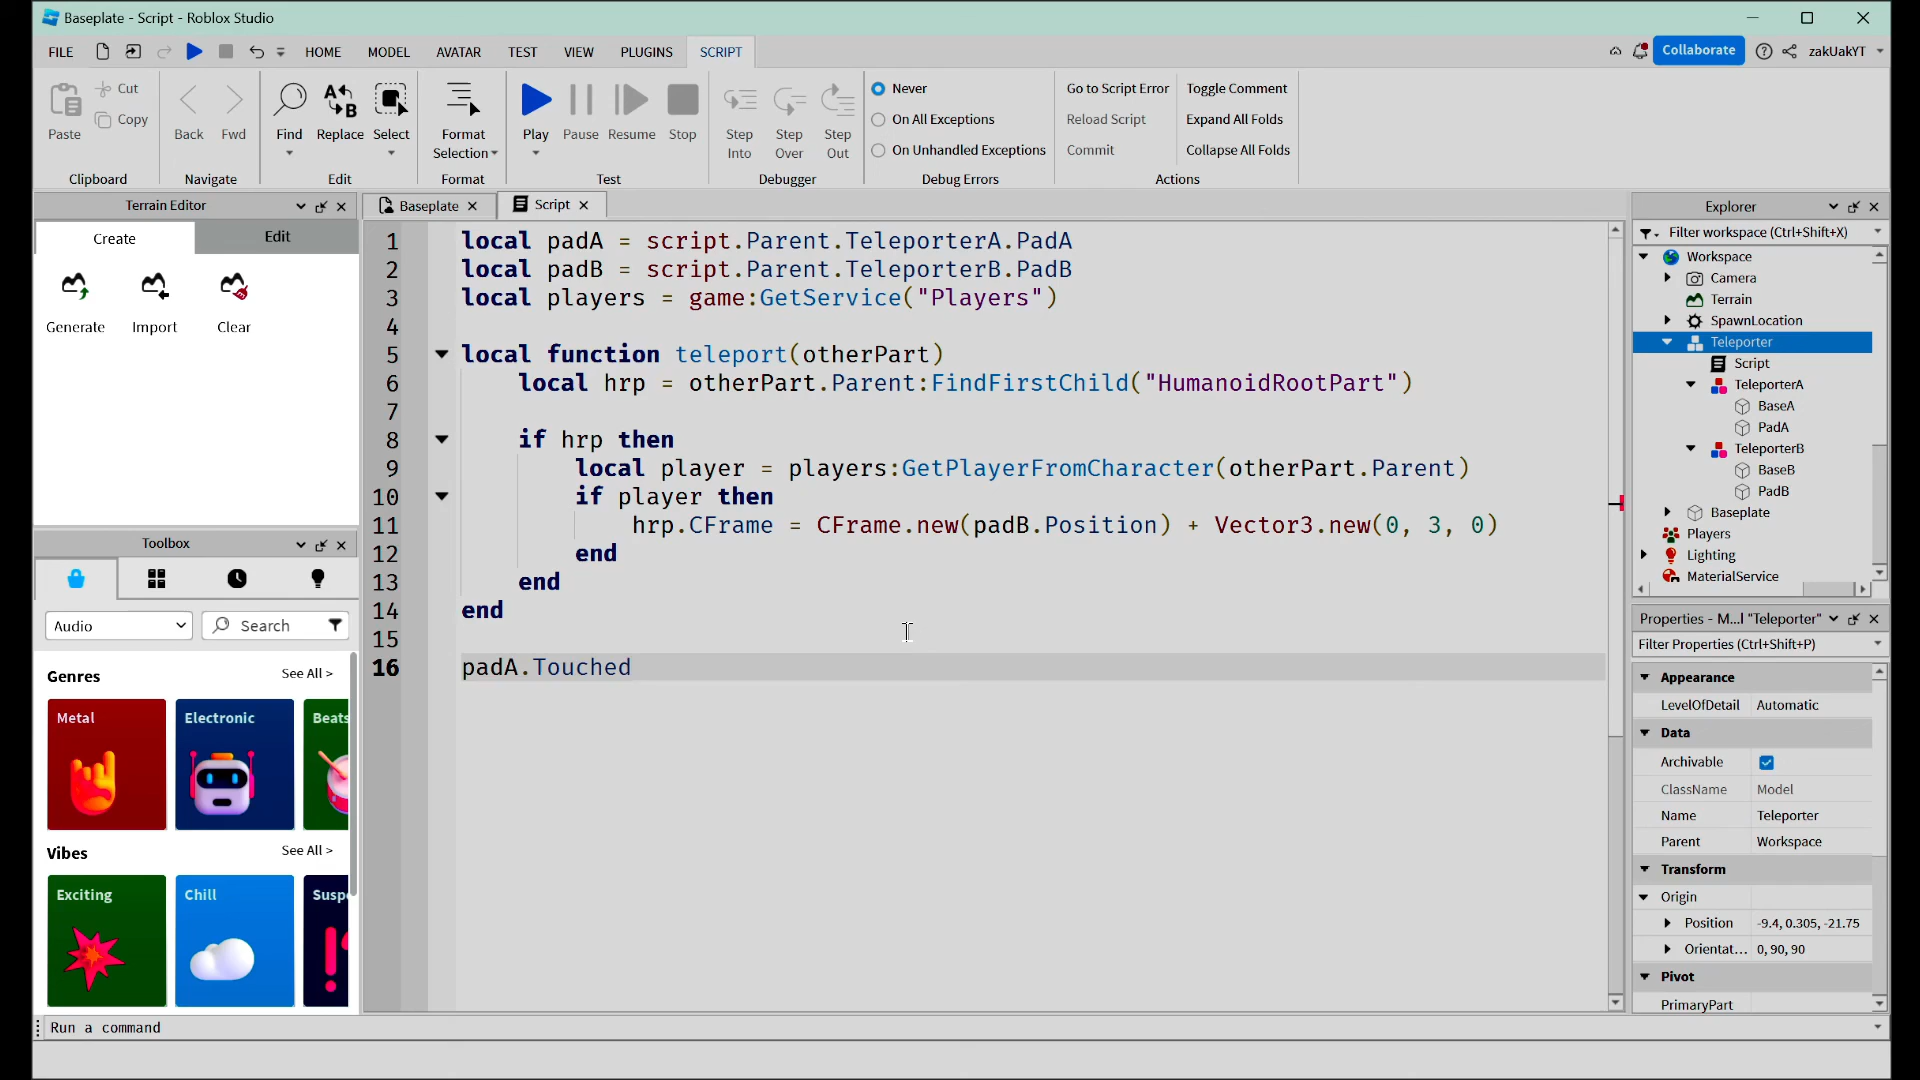 Baseplate - Script - Roblox Studio
FILE HOME MODEL AVATAR TEST VIEW PLUGINS SCRIPT Collaborate zakUakYT
Paste Cut Copy
Clipboard
Back Fwd
Navigate
Find Replace Select
Edit
Format Selection
Format
Play Pause Resume Stop
Test
Step Into Step Over Step Out
Debugger
Never
On All Exceptions
On Unhandled Exceptions
Debug Errors
Go to Script Error Toggle Comment
Reload Script Expand All Folds
Commit Collapse All Folds
Actions
Terrain Editor
Create Edit
Generate Import Clear
Toolbox
Audio Search
Genres See All >
Metal Electronic Beats
Vibes See All >
Exciting Chill
Baseplate Script
1 local padA = script.Parent.TeleporterA.PadA
2 local padB = script.Parent.TeleporterB.PadB
3 local players = game:GetService("Players")
4
5 local function teleport(otherPart)
6 local hrp = otherPart.Parent:FindFirstChild("HumanoidRootPart")
7
8 if hrp then
9 local player = players:GetPlayerFromCharacter(otherPart.Parent)
10 if player then
11 hrp.CFrame = CFrame.new(padB.Position) + Vector3.new(0, 3, 0)
12 end
13 end
14 end
15
16 padA.Touched
Explorer
Filter workspace (Ctrl+Shift+X)
Workspace
Camera
Terrain
SpawnLocation
Teleporter
Script
TeleporterA
BaseA
PadA
TeleporterB
BaseB
PadB
Baseplate
Players
Lighting
MaterialService
Properties - M...l "Teleporter"
Filter Properties (Ctrl+Shift+P)
Appearance
LevelOfDetail Automatic
Data
Archivable
ClassName Model
Name Teleporter
Parent Workspace
Transform
Origin
Position -9.4, 0.305, -21.75
Orientat... 0, 90, 90
Pivot
PrimaryPart
Run a command